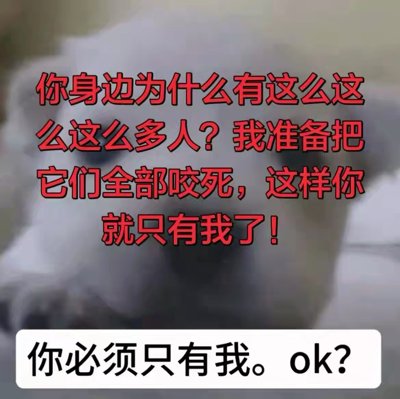 你身边为什么有这么这
么这么多人？我准备把
它们全部咬死，这样你
就只有我了！
你必须只有我。ok？